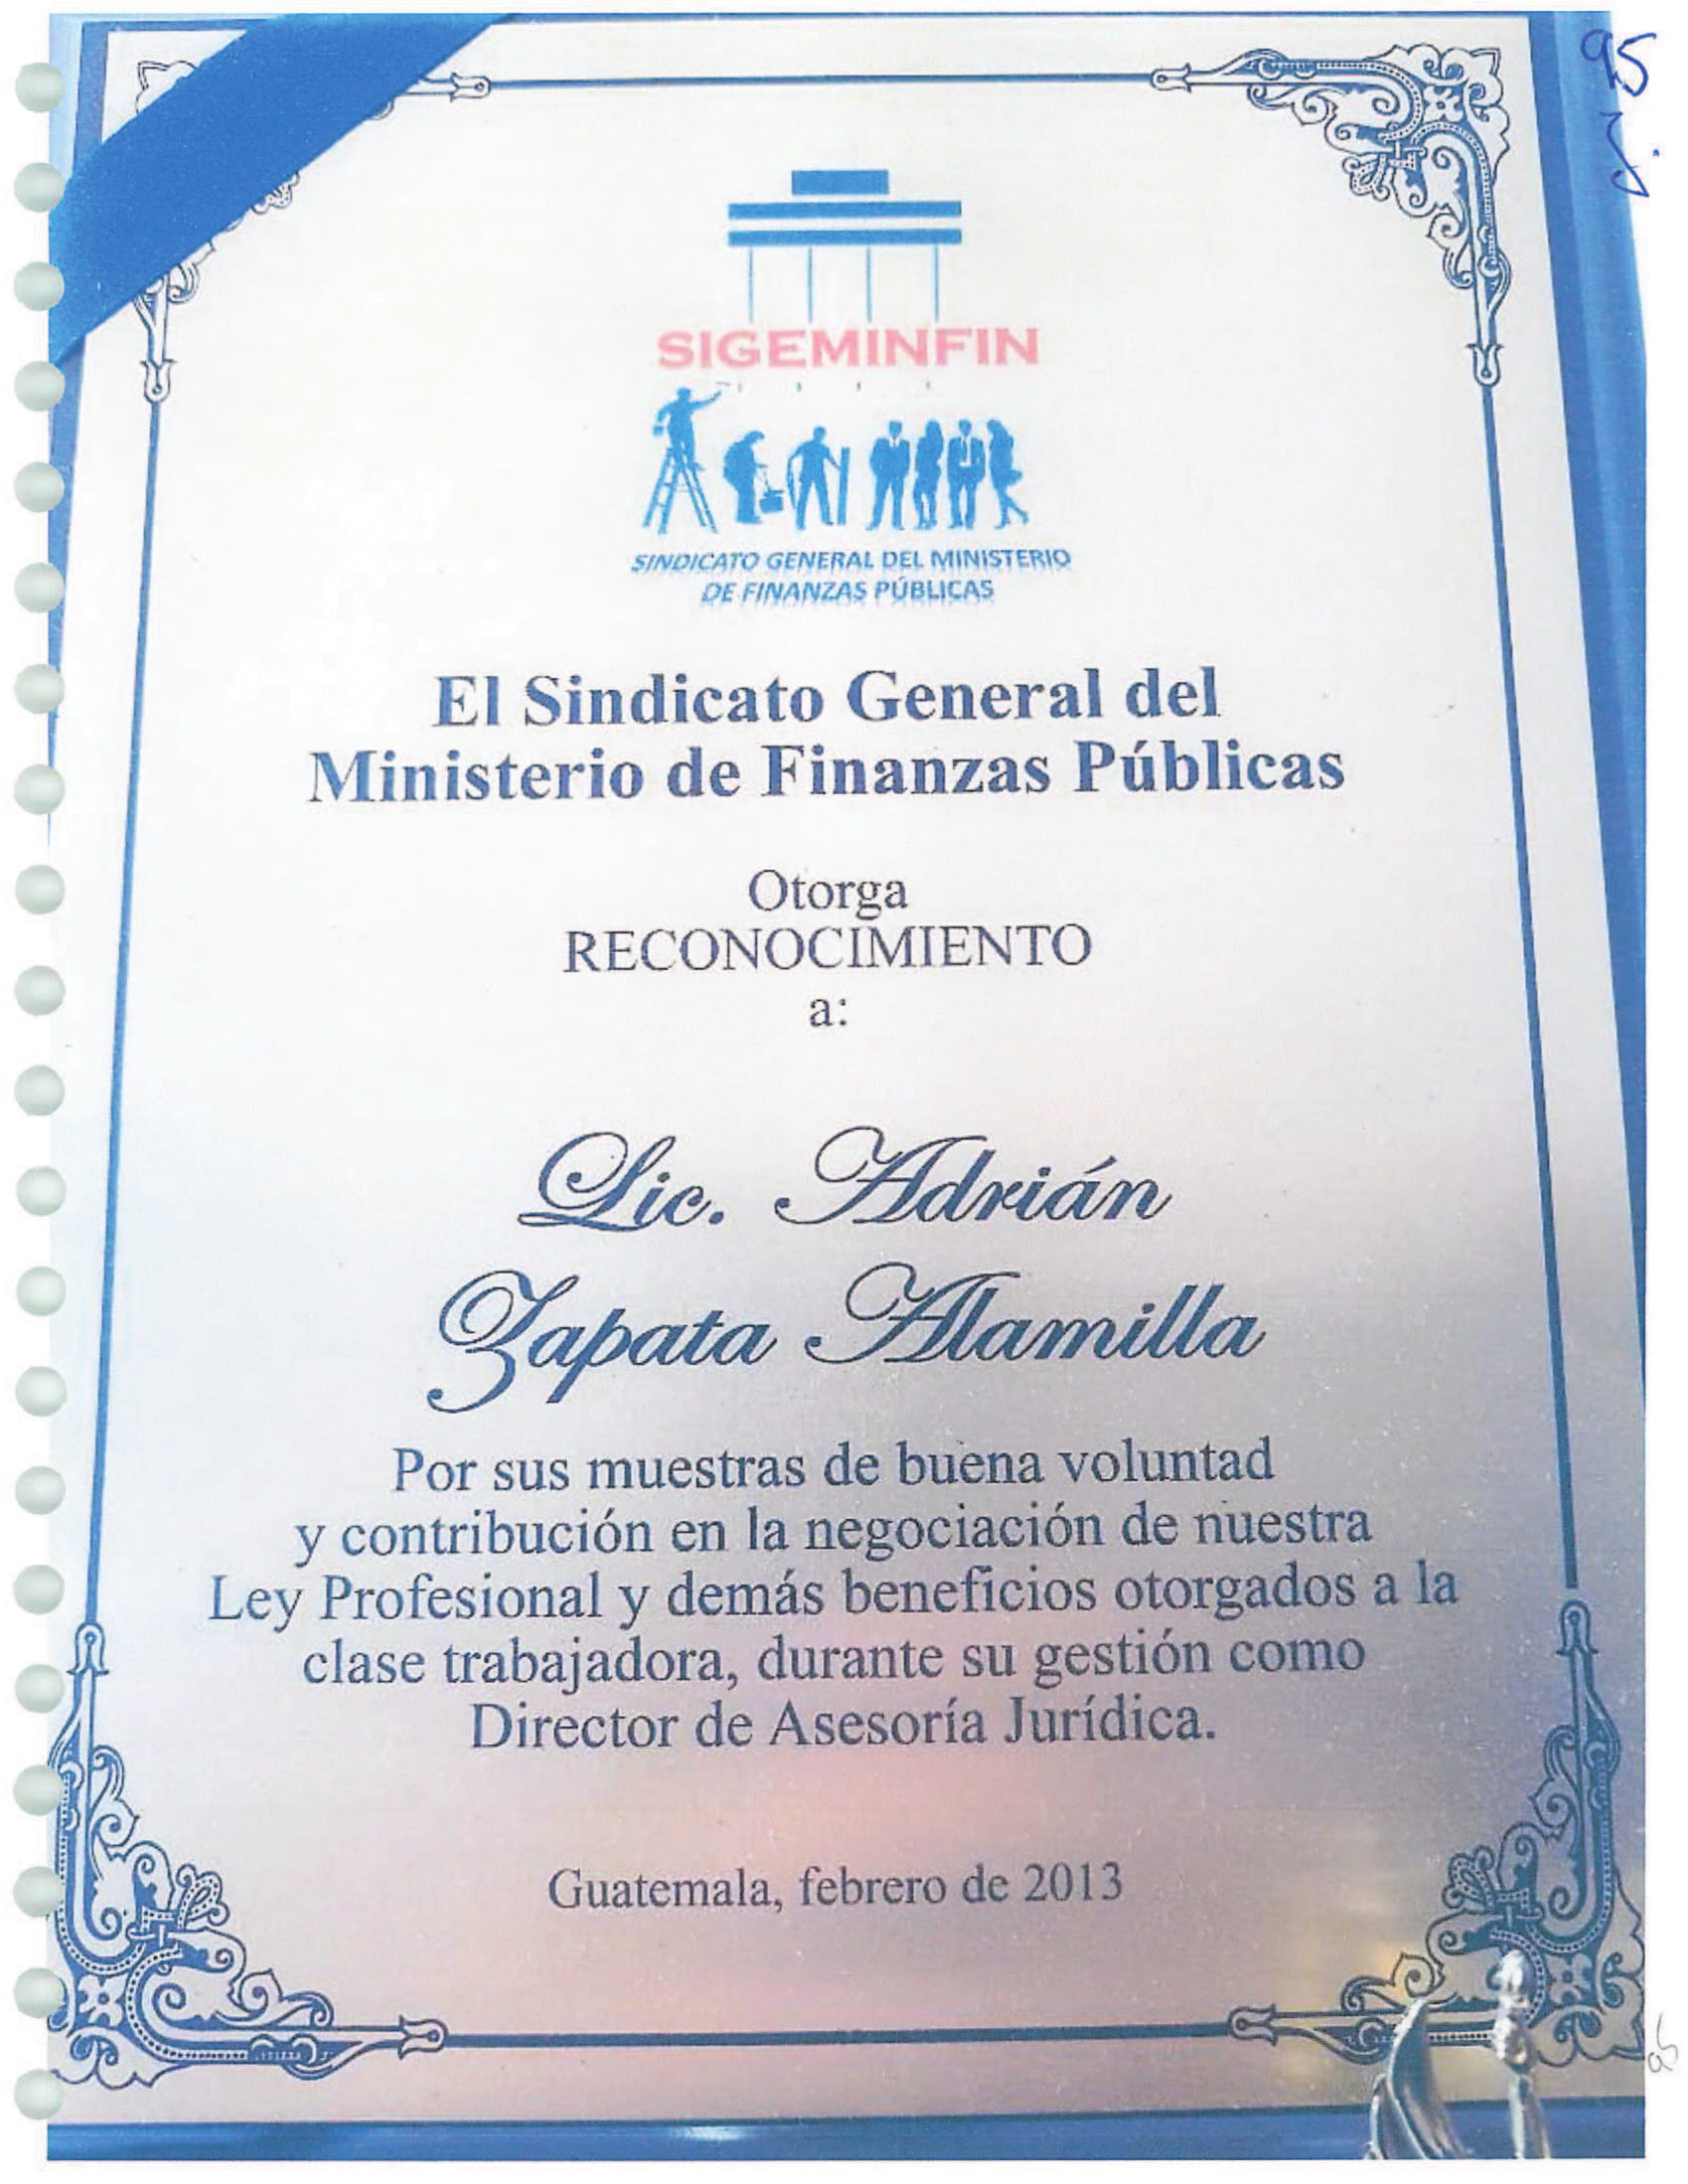 95
SIGEMINFIN
SINDICATO GENERAL DEL MINISTERIO
DE FINANZAS PÚBLICAS
El Sindicato General del
Ministerio de Finanzas Públicas
Otorga
RECONOCIMIENTO
a:
Lic. Adrián
Zapata Alamilla
Por sus muestras de buena voluntad
y contribución en la negociación de nuestra
Ley Profesional y demás beneficios otorgados a la
clase trabajadora, durante su gestión como
Director de Asesoría Jurídica.
Guatemala, febrero de 2013